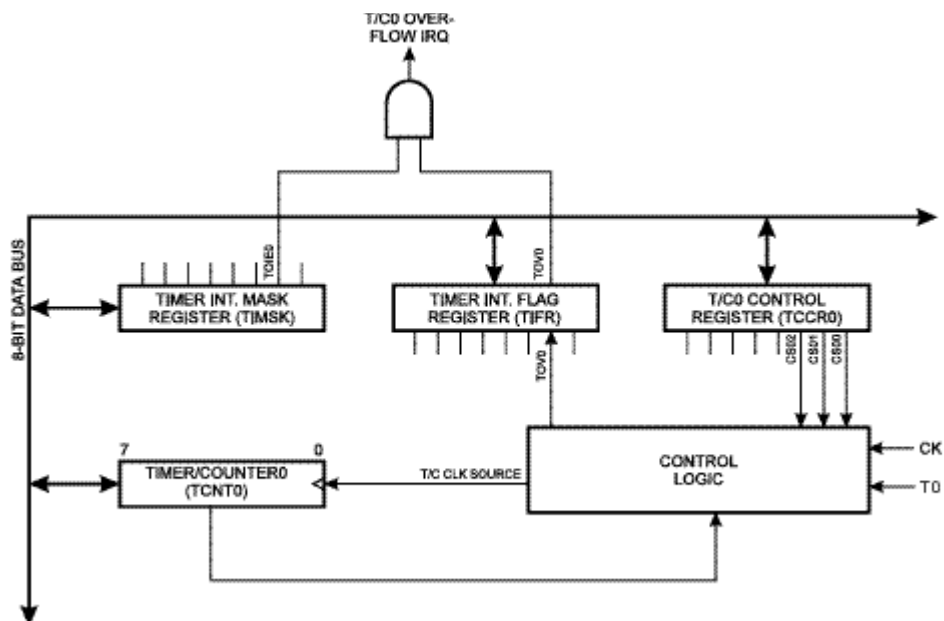 T/C0 OVER-
FLOW IRQ
8-BIT DATA BUS
TOIE0
TOV0
TIMER INT. MASK
REGISTER (TIMSK)
TIMER INT. FLAG
REGISTER (TIFR)
T/C0 CONTROL
REGISTER (TCCR0)
TOV0
CS02
CS01
CS00
7
0
TIMER/COUNTER0
(TCNT0)
T/C CLK SOURCE
CONTROL
LOGIC
CK
T0